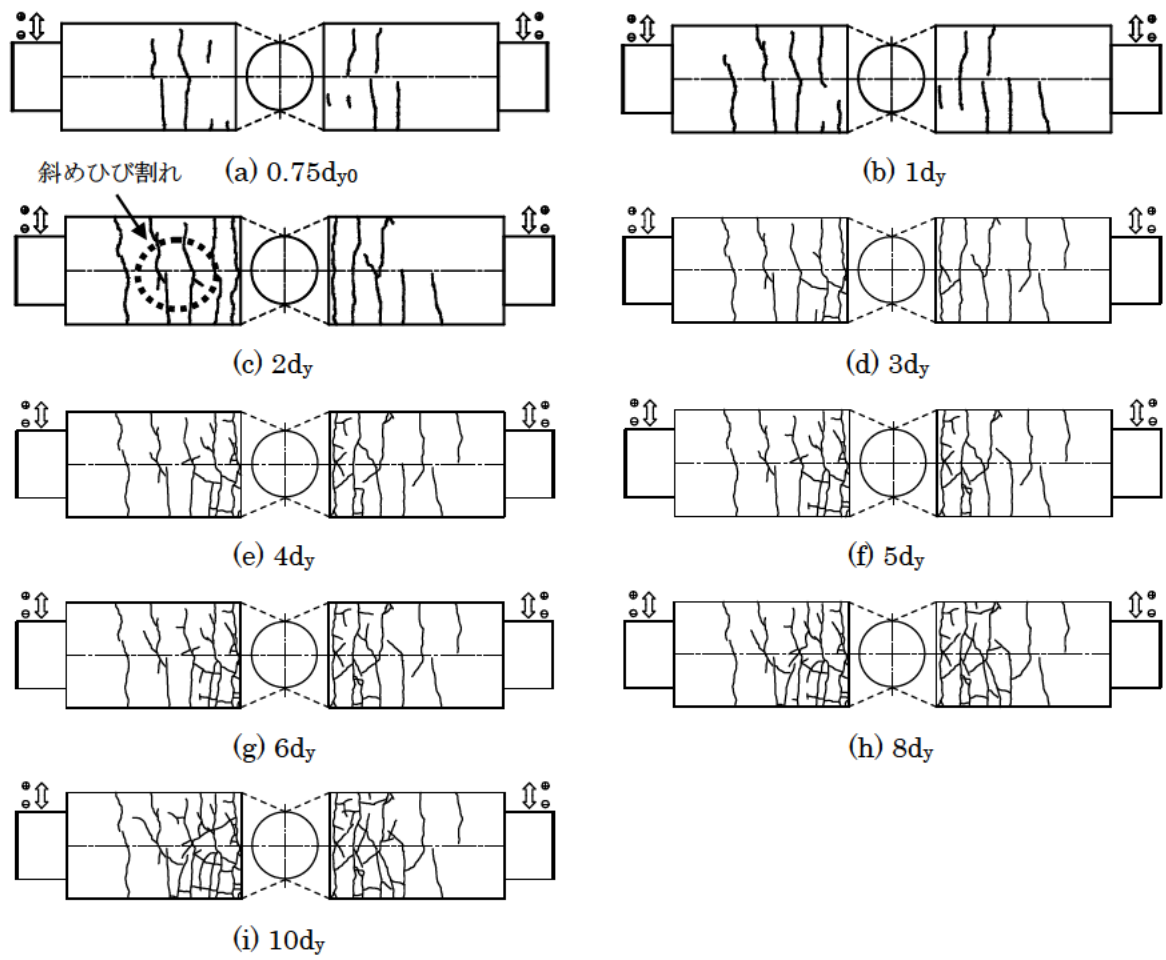 斜めひび割れ
(a) 0.75dy0
(b) 1dy
(c) 2dy
(d) 3dy
(e) 4dy
(f) 5dy
(g) 6dy
(h) 8dy
(i) 10dy